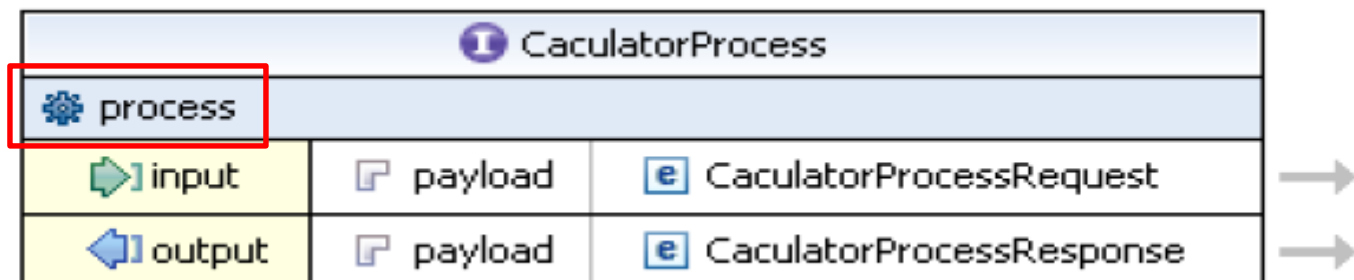 CaculatorProcess
process
input payload CaculatorProcessRequest
output payload CaculatorProcessResponse